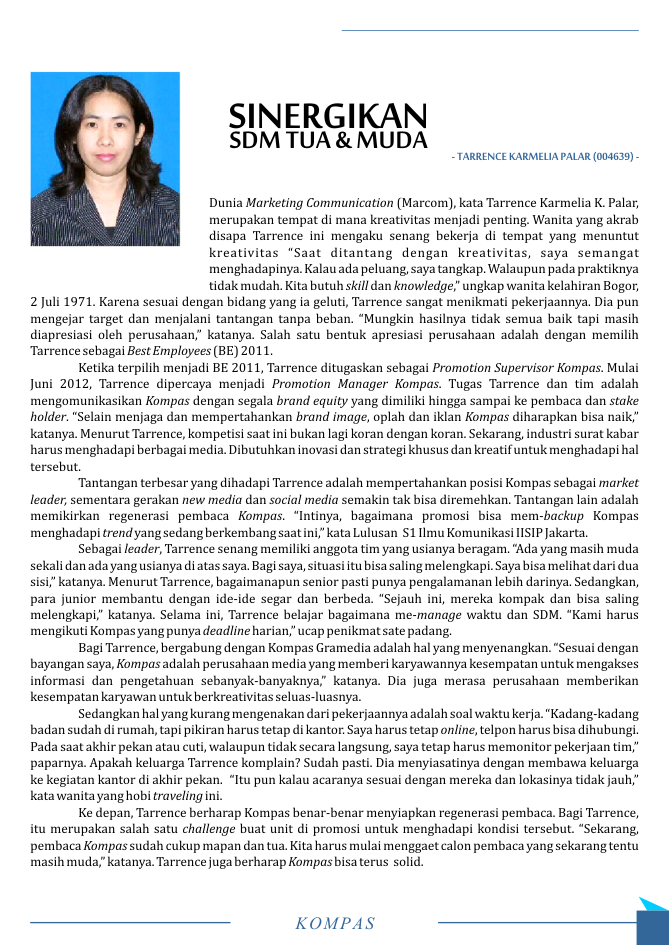 SINERGIKAN
SDM TUA & MUDA
- TARRENCE KARMELIA PALAR (004639) -
Dunia Marketing Communication (Marcom), kata Tarrence Karmelia K. Palar,
merupakan tempat di mana kreativitas menjadi penting. Wanita yang akrab
disapa Tarrence ini mengaku senang bekerja di tempat yang menuntut
kreativitas “Saat ditantang dengan kreativitas, saya semangat
menghadapinya. Kalau ada peluang, saya tangkap. Walaupun pada praktiknya
tidak mudah. Kita butuh skill dan knowledge,” ungkap wanita kelahiran Bogor,
2 Juli 1971. Karena sesuai dengan bidang yang ia geluti, Tarrence sangat menikmati pekerjaannya. Dia pun
mengejar target dan menjalani tantangan tanpa beban. “Mungkin hasilnya tidak semua baik tapi masih
diapresiasi oleh perusahaan,” katanya. Salah satu bentuk apresiasi perusahaan adalah dengan memilih
Tarrence sebagai Best Employees (BE) 2011.
Ketika terpilih menjadi BE 2011, Tarrence ditugaskan sebagai Promotion Supervisor Kompas. Mulai
Juni 2012, Tarrence dipercaya menjadi Promotion Manager Kompas. Tugas Tarrence dan tim adalah
mengomunikasikan Kompas dengan segala brand equity yang dimiliki hingga sampai ke pembaca dan stake
holder. “Selain menjaga dan mempertahankan brand image, oplah dan iklan Kompas diharapkan bisa naik,”
katanya. Menurut Tarrence, kompetisi saat ini bukan lagi koran dengan koran. Sekarang, industri surat kabar
harus menghadapi berbagai media. Dibutuhkan inovasi dan strategi khusus dan kreatif untuk menghadapi hal
tersebut.
Tantangan terbesar yang dihadapi Tarrence adalah mempertahankan posisi Kompas sebagai market
leader, sementara gerakan new media dan social media semakin tak bisa diremehkan. Tantangan lain adalah
memikirkan regenerasi pembaca Kompas. “Intinya, bagaimana promosi bisa mem-backup Kompas
menghadapi trend yang sedang berkembang saat ini,” kata Lulusan S1 Ilmu Komunikasi IISIP Jakarta.
Sebagai leader, Tarrence senang memiliki anggota tim yang usianya beragam. “Ada yang masih muda
sekali dan ada yang usianya di atas saya. Bagi saya, situasi itu bisa saling melengkapi. Saya bisa melihat dari dua
sisi,” katanya. Menurut Tarrence, bagaimanapun senior pasti punya pengalamanan lebih darinya. Sedangkan,
para junior membantu dengan ide-ide segar dan berbeda. “Sejauh ini, mereka kompak dan bisa saling
melengkapi,” katanya. Selama ini, Tarrence belajar bagaimana me-manage waktu dan SDM. “Kami harus
mengikuti Kompas yang punya deadline harian,” ucap penikmat sate padang.
Bagi Tarrence, bergabung dengan Kompas Gramedia adalah hal yang menyenangkan. “Sesuai dengan
bayangan saya, Kompas adalah perusahaan media yang memberi karyawannya kesempatan untuk mengakses
informasi dan pengetahuan sebanyak-banyaknya,” katanya. Dia juga merasa perusahaan memberikan
kesempatan karyawan untuk berkreativitas seluas-luasnya.
Sedangkan hal yang kurang mengenakan dari pekerjaannya adalah soal waktu kerja. “Kadang-kadang
badan sudah di rumah, tapi pikiran harus tetap di kantor. Saya harus tetap online, telpon harus bisa dihubungi.
Pada saat akhir pekan atau cuti, walaupun tidak secara langsung, saya tetap harus memonitor pekerjaan tim,”
paparnya. Apakah keluarga Tarrence komplain? Sudah pasti. Dia menyiasatinya dengan membawa keluarga
ke kegiatan kantor di akhir pekan. “Itu pun kalau acaranya sesuai dengan mereka dan lokasinya tidak jauh,”
kata wanita yang hobi traveling ini.
Ke depan, Tarrence berharap Kompas benar-benar menyiapkan regenerasi pembaca. Bagi Tarrence,
itu merupakan salah satu challenge buat unit di promosi untuk menghadapi kondisi tersebut. “Sekarang,
pembaca Kompas sudah cukup mapan dan tua. Kita harus mulai menggaet calon pembaca yang sekarang tentu
masih muda,” katanya. Tarrence juga berharap Kompas bisa terus solid.
KOMPAS